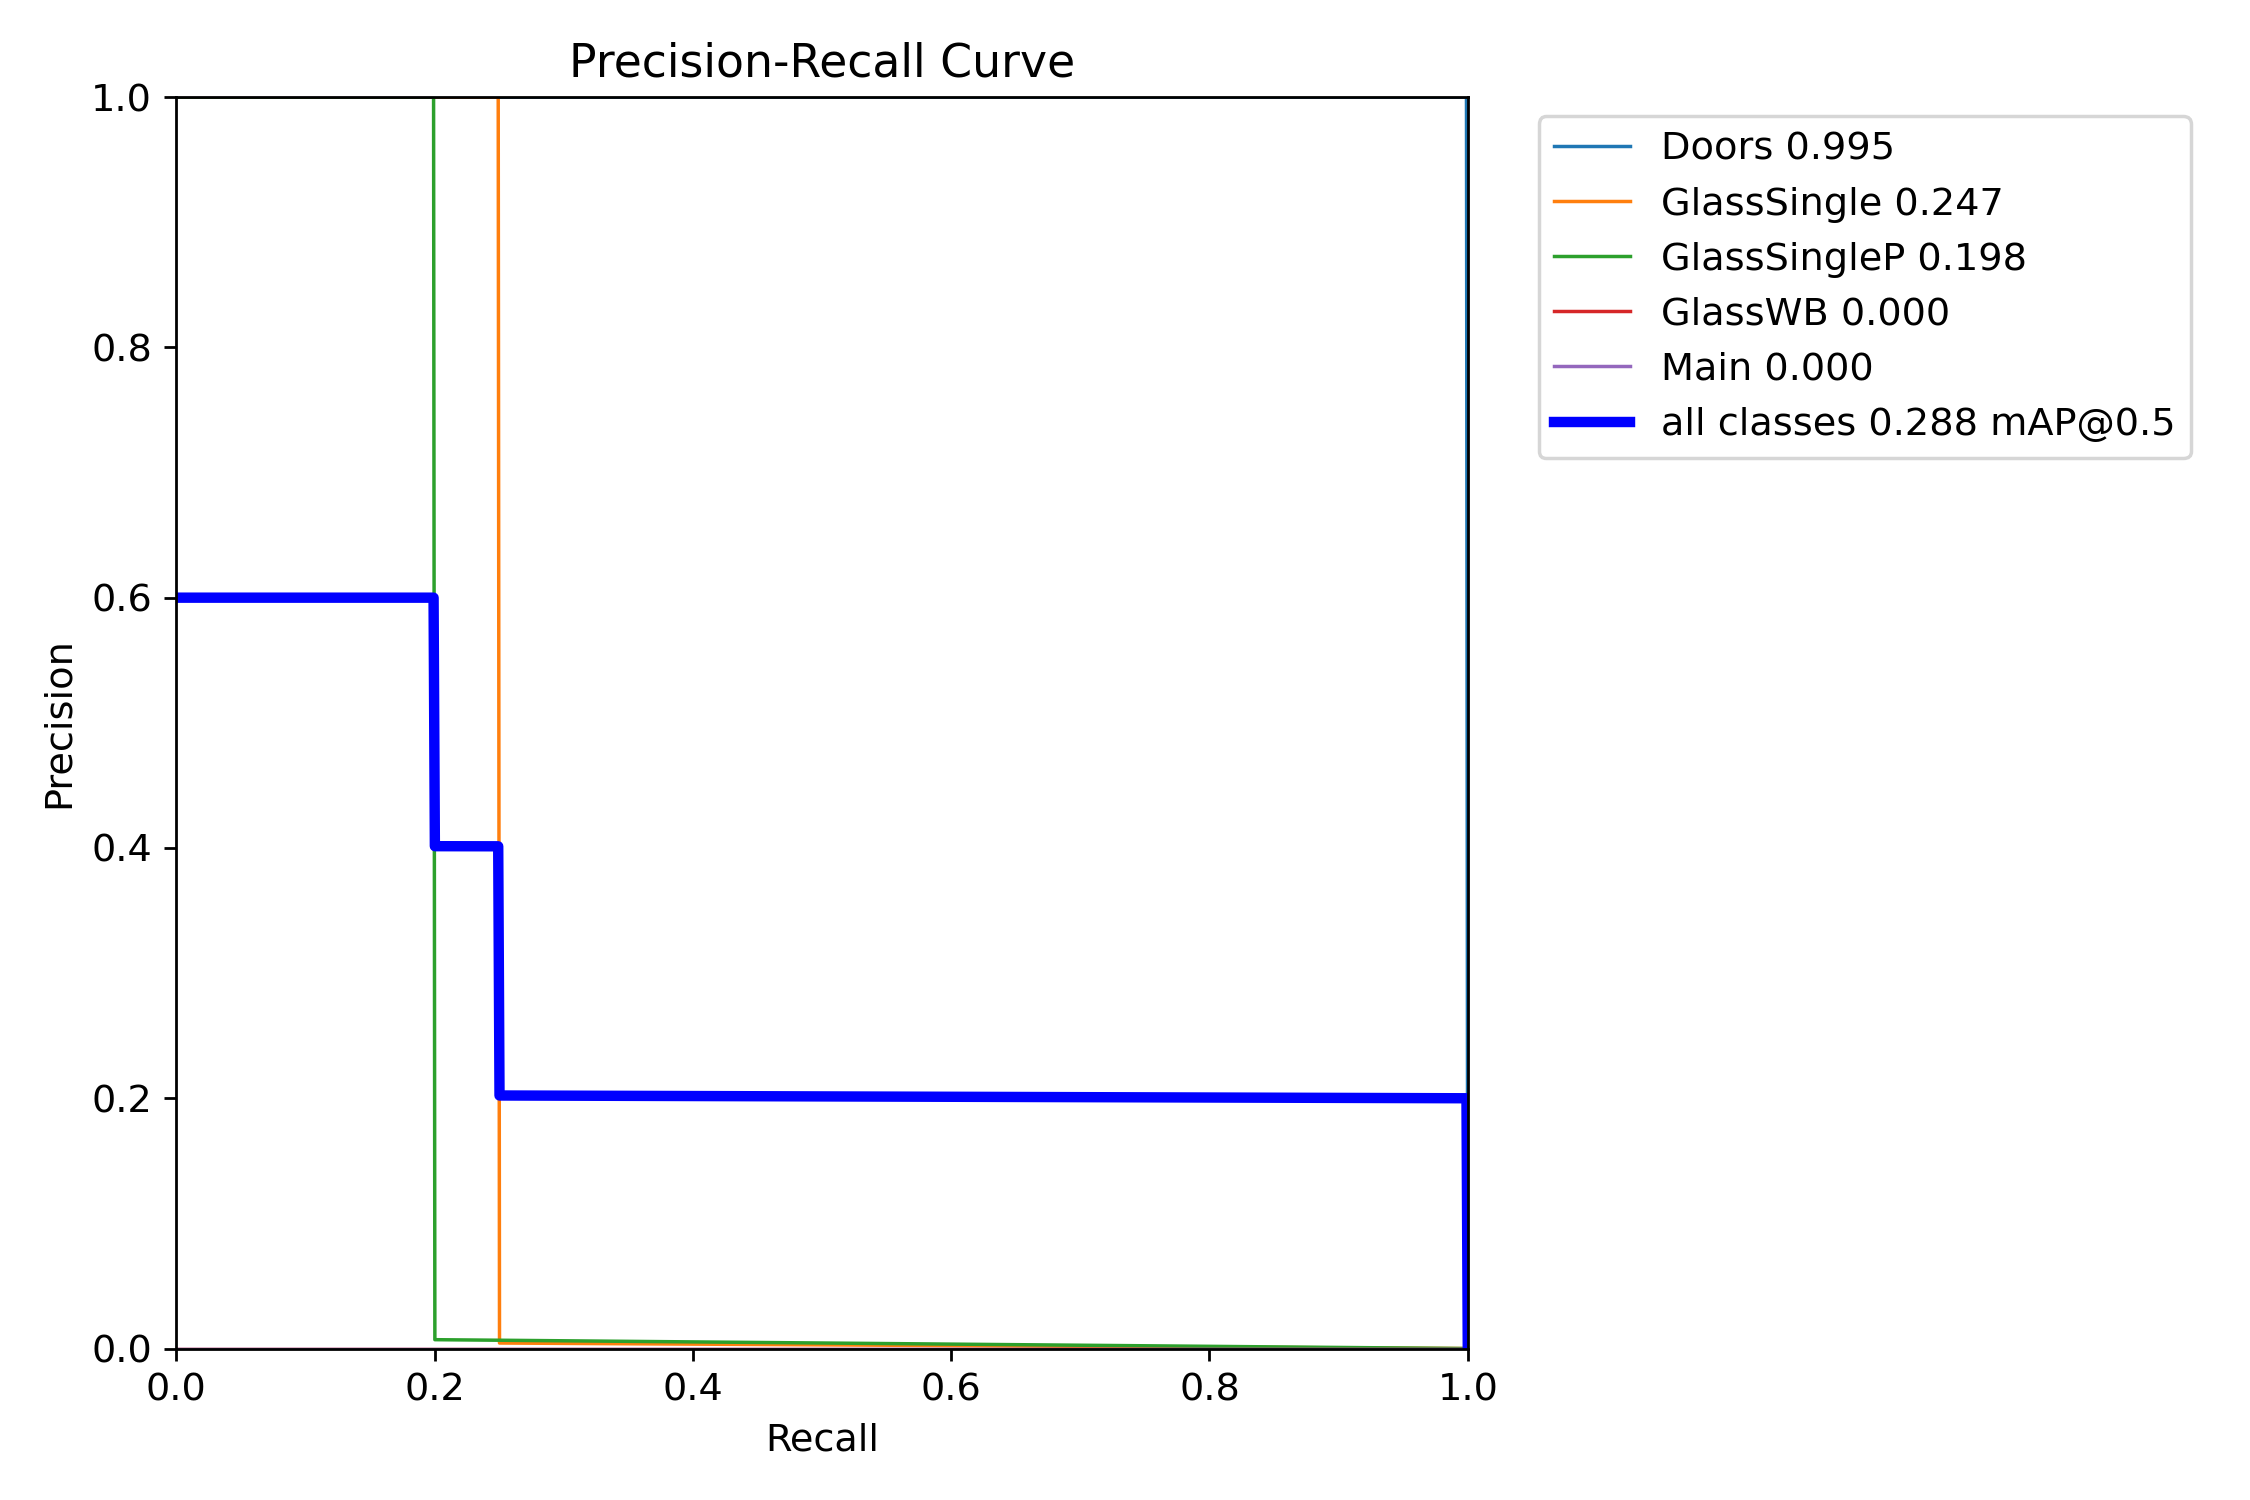 Precision-Recall Curve
1.0
0.8
0.6
0.4
0.2
0.0
Precision
0.0 0.2 0.4 0.6 0.8 1.0
Recall
Doors 0.995
GlassSingle 0.247
GlassSingleP 0.198
GlassWB 0.000
Main 0.000
all classes 0.288 mAP@0.5